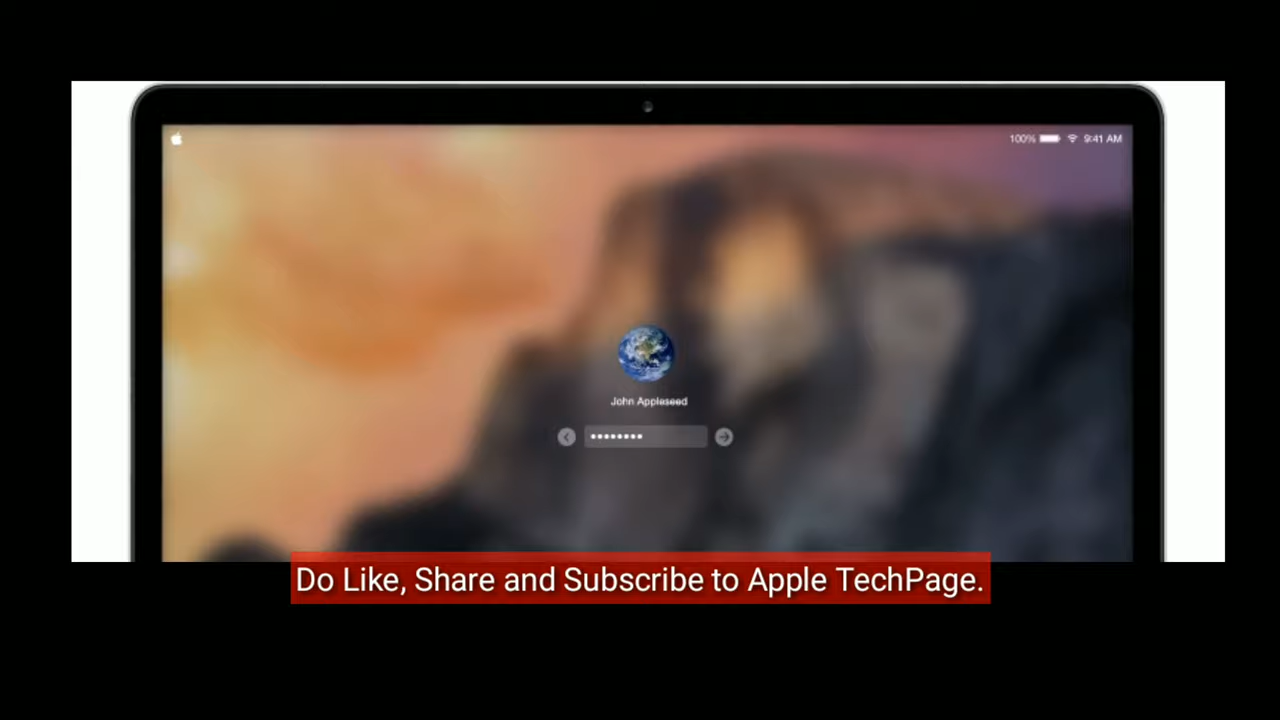 100% 9:41 AM
John Appleseed
Do Like, Share and Subscribe to Apple TechPage.